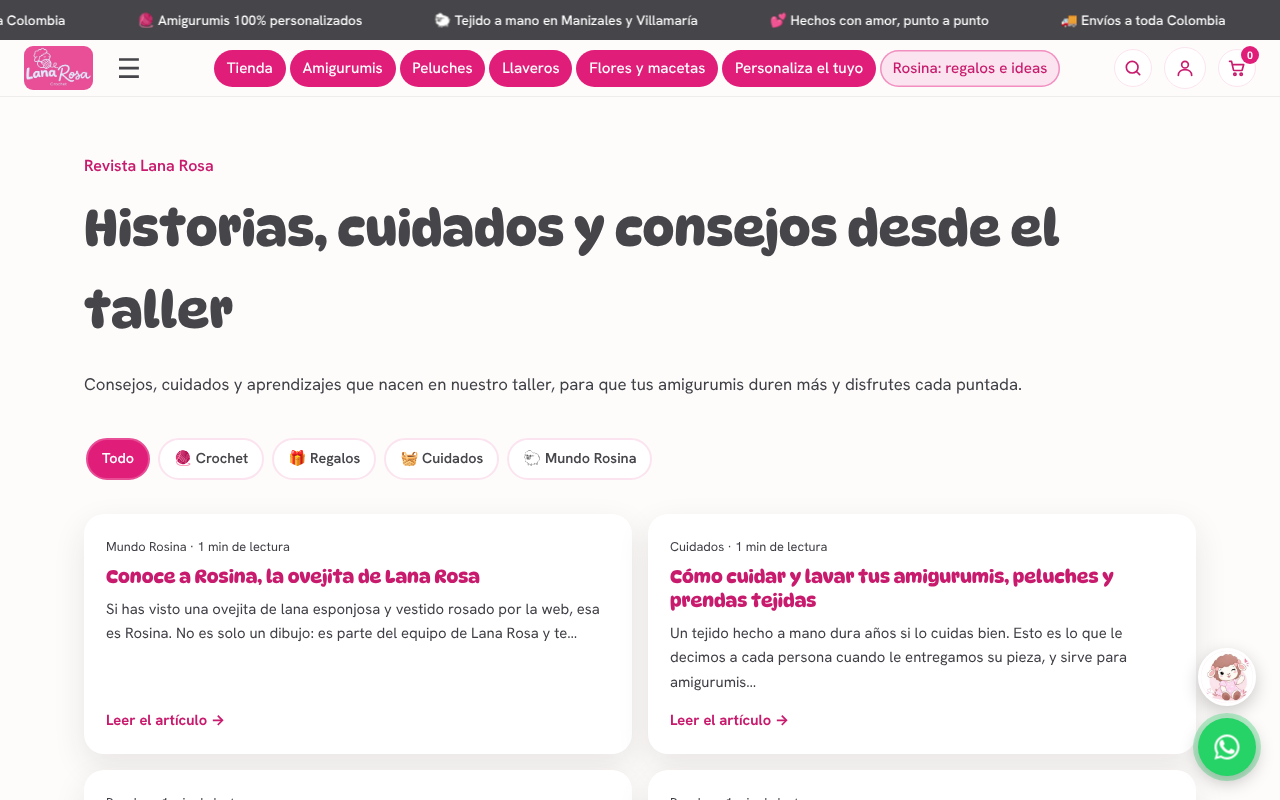 a Colombia
Amigurumis 100% personalizados
Tejido a mano en Manizales y Villamaría
Hechos con amor, punto a punto
Envíos a toda Colombia
Lana Rosa
Tienda
Amigurumis
Peluches
Llaveros
Flores y macetas
Personaliza el tuyo
Rosina: regalos e ideas
0
Revista Lana Rosa
Historias, cuidados y consejos desde el
taller
Consejos, cuidados y aprendizajes que nacen en nuestro taller, para que tus amigurumis duren más y disfrutes cada puntada.
Todo
Crochet
Regalos
Cuidados
Mundo Rosina
Mundo Rosina · 1 min de lectura
Conoce a Rosina, la ovejita de Lana Rosa
Si has visto una ovejita de lana esponjosa y vestido rosado por la web, esa
es Rosina. No es solo un dibujo: es parte del equipo de Lana Rosa y te…
Leer el artículo →
Cuidados · 1 min de lectura
Cómo cuidar y lavar tus amigurumis, peluches y
prendas tejidas
Un tejido hecho a mano dura años si lo cuidas bien. Esto es lo que le
decimos a cada persona cuando le entregamos su pieza, y sirve para
amigurumis…
Leer el artículo →